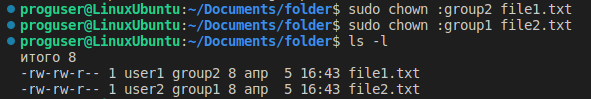 proguser@LinuxUbuntu:~/Documents/folder$ sudo chown :group2 file1.txt
proguser@LinuxUbuntu:~/Documents/folder$ sudo chown :group1 file2.txt
proguser@LinuxUbuntu:~/Documents/folder$ ls -l
итого 8
-rw-rw-r-- 1 user1 group2 8 апр  5 16:43 file1.txt
-rw-rw-r-- 1 user2 group1 8 апр  5 16:43 file2.txt